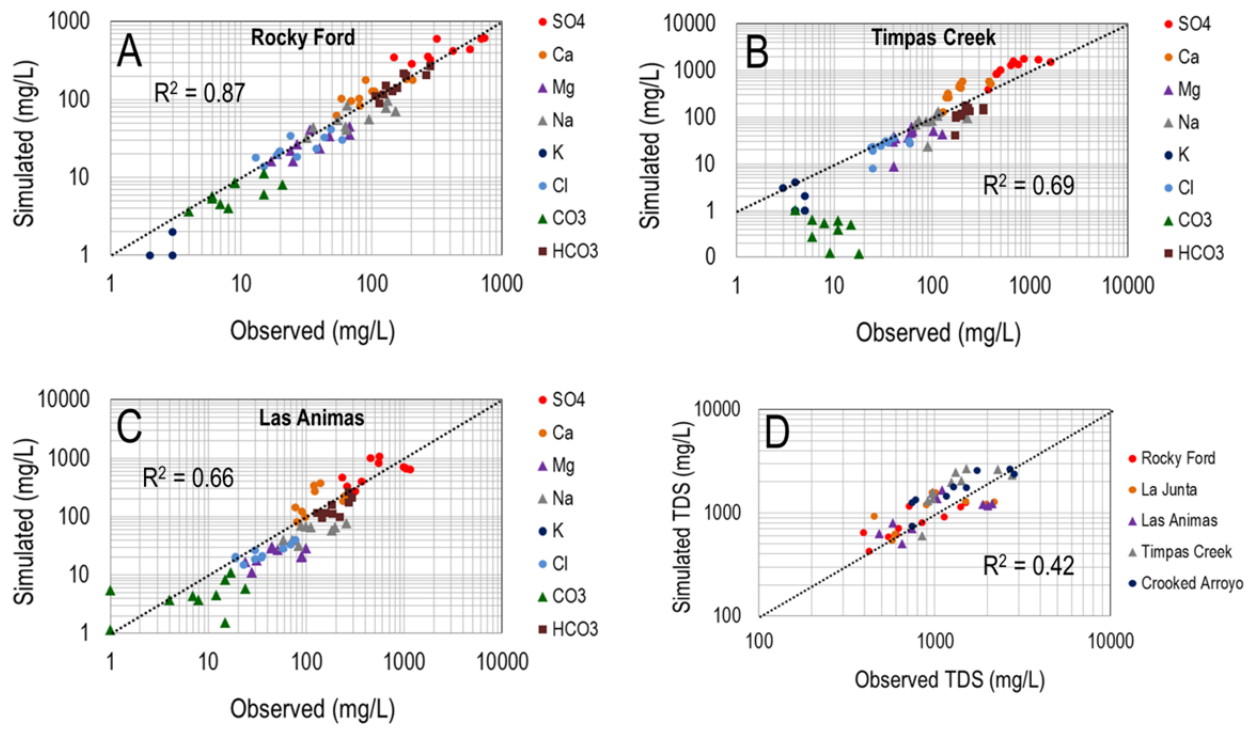 A
Rocky Ford
R² = 0.87
Simulated (mg/L)
1000
100
10
1
1 10 100 1000
Observed (mg/L)
SO4
Ca
Mg
Na
K
Cl
CO3
HCO3
B
Timpas Creek
R² = 0.69
Simulated (mg/L)
10000
1000
100
10
1
0
1 10 100 1000 10000
Observed (mg/L)
SO4
Ca
Mg
Na
K
Cl
CO3
HCO3
C
Las Animas
R² = 0.66
Simulated (mg/L)
10000
1000
100
10
1
1 10 100 1000 10000
Observed (mg/L)
SO4
Ca
Mg
Na
K
Cl
CO3
HCO3
D
R² = 0.42
Simulated TDS (mg/L)
10000
1000
100
100 1000 10000
Observed TDS (mg/L)
Rocky Ford
La Junta
Las Animas
Timpas Creek
Crooked Arroyo